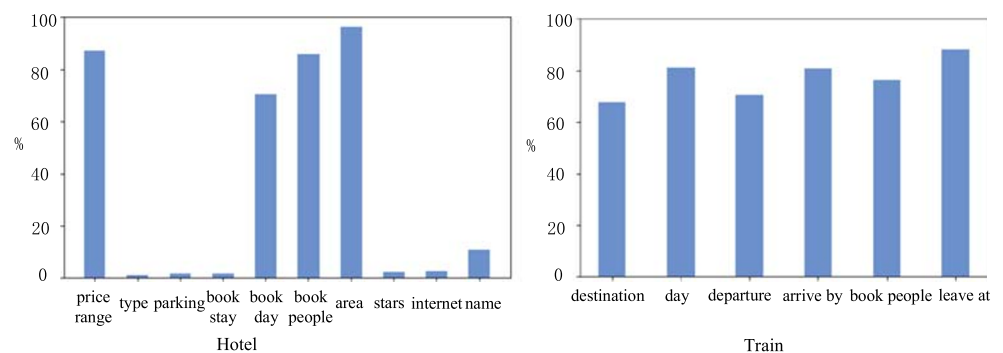 100
80
60
%
40
20
0
price range
type
parking
book stay
book day
book people
area
stars
internet
name
Hotel
100
80
60
%
40
20
0
destination
day
departure
arrive by
book people
leave at
Train